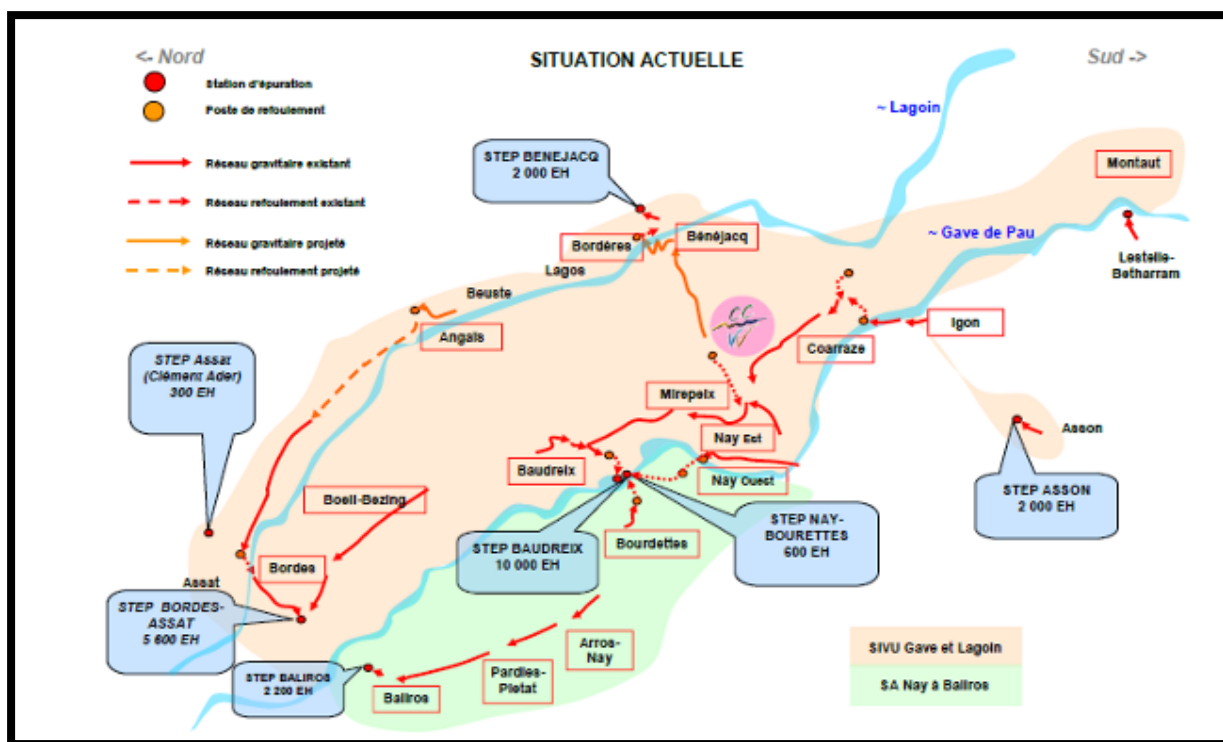 <- Nord
SITUATION ACTUELLE
Sud ->
Station d'épuration
Poste de refoulement
Réseau gravitaire existant
Réseau refoulement existant
Réseau gravitaire projeté
Réseau refoulement projeté
~ Lagoin
STEP BENEJACQ
2 000 EH
Montaut
~ Gave de Pau
Bordères
Bénéjacq
Lagos
Lestelle-
Betharram
Beuste
Angaïs
Igon
Coarraze
STEP Assat
(Clément Ader)
300 EH
Mirepeix
Nay Est
Asson
Baudreix
Nay Ouest
Boeil-Bezing
STEP ASSON
2 000 EH
STEP NAY-
BOURETTES
600 EH
Bourdettes
STEP BAUDREIX
10 000 EH
Bordes
Assat
STEP BORDES-
ASSAT
5 600 EH
Arros-
Nay
SIVU Gave et Lagoin
STEP BALIROS
2 200 EH
Pardies-
Pietat
Baliros
SA Nay à Baliros